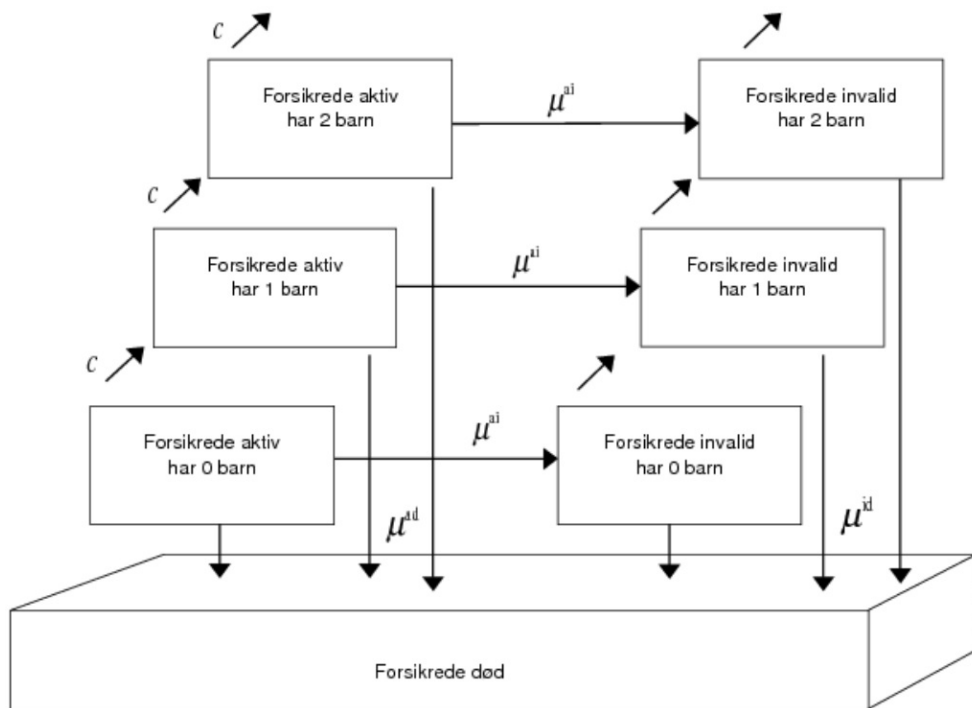 c
Forsikrede aktiv
har 2 barn
μ^ai
Forsikrede invalid
har 2 barn
c
Forsikrede aktiv
har 1 barn
μ^ai
Forsikrede invalid
har 1 barn
c
Forsikrede aktiv
har 0 barn
μ^ai
Forsikrede invalid
har 0 barn
μ^ad
μ^id
Forsikrede død